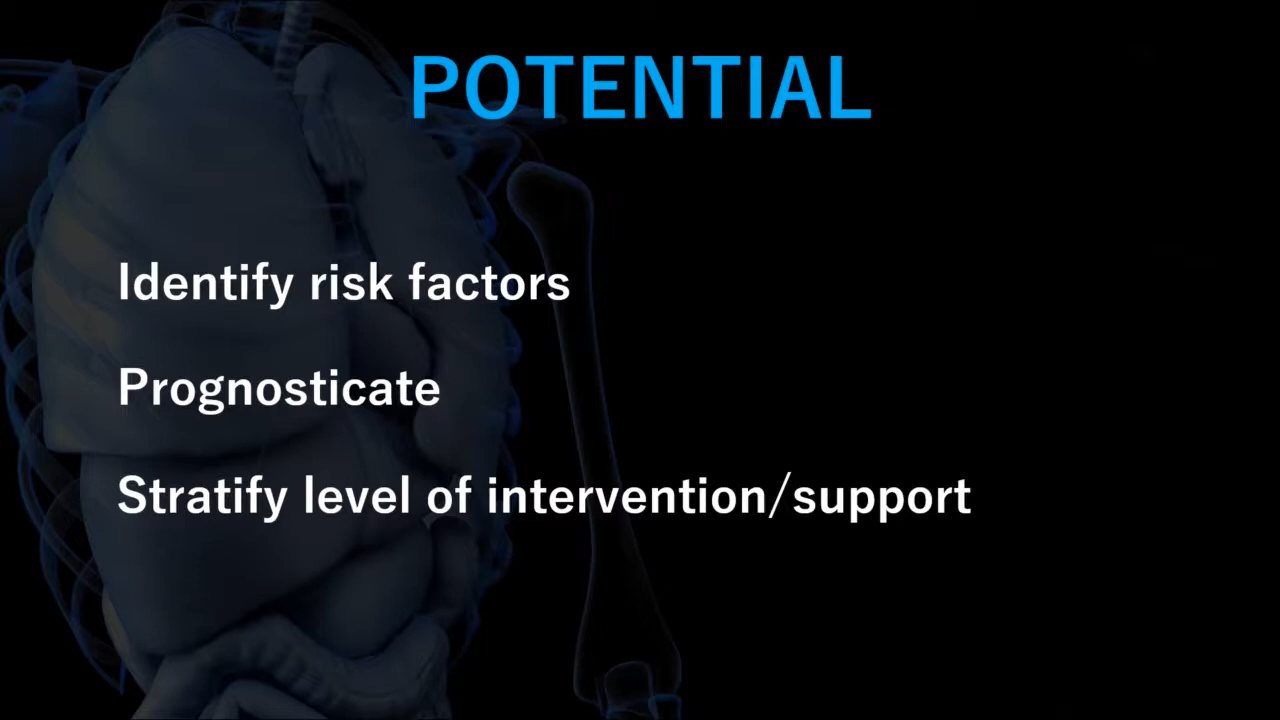 POTENTIAL
Identify risk factors
Prognosticate
Stratify level of intervention/support